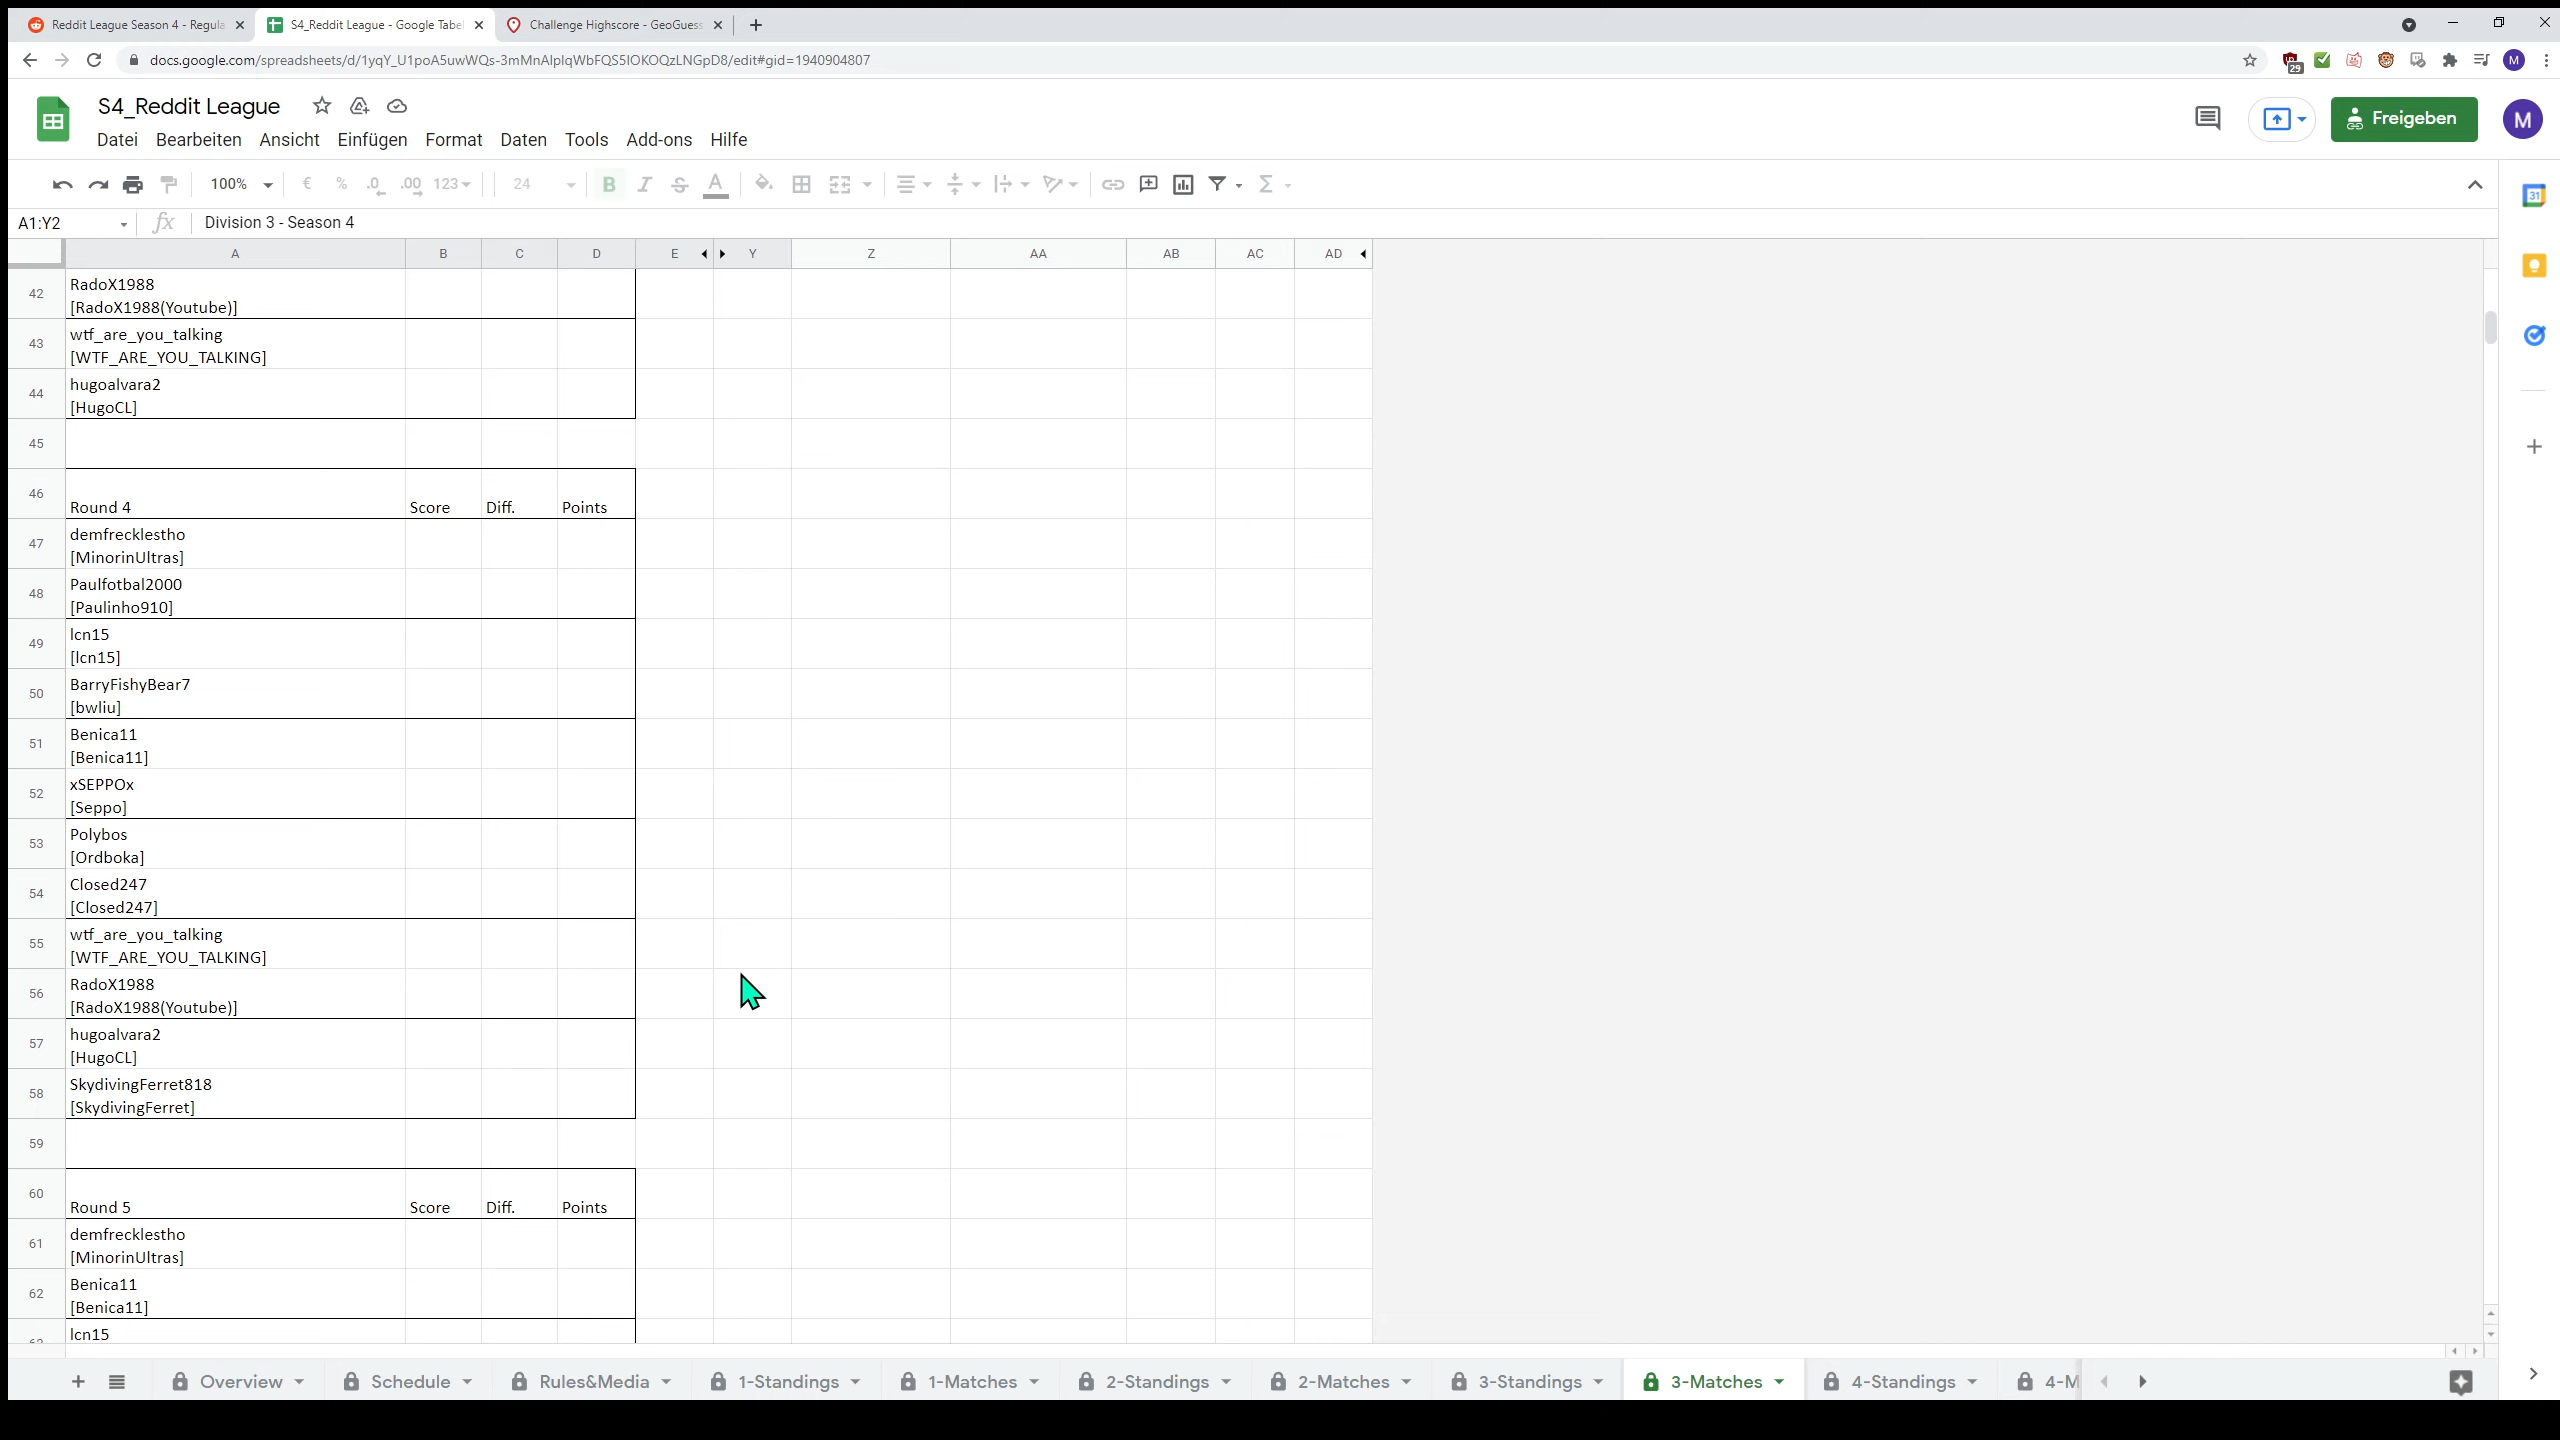 Reddit League Season 4 - Regula
S4_Reddit League - Google Tabel
Challenge Highscore - GeoGuess
docs.google.com/spreadsheets/d/1yqY_U1poA5uwWQs-3mMnAlplqWbFQS5IOKOQzLNGpD8/edit#gid=1940904807
29
M
S4_Reddit League
Datei Bearbeiten Ansicht Einfügen Format Daten Tools Add-ons Hilfe
Freigeben
M
100% € % .0 .00 123 24 B I S A Σ
31
A1:Y2 fx Division 3 - Season 4
A B C D E Y Z AA AB AC AD
42 RadoX1988
[RadoX1988(Youtube)]
43 wtf_are_you_talking
[WTF_ARE_YOU_TALKING]
44 hugoalvara2
[HugoCL]
45
46 Round 4 Score Diff. Points
47 demfrecklestho
[MinorinUltras]
48 Paulfotbal2000
[Paulinho910]
49 lcn15
[lcn15]
50 BarryFishyBear7
[bwliu]
51 Benica11
[Benica11]
52 xSEPPOx
[Seppo]
53 Polybos
[Ordboka]
54 Closed247
[Closed247]
55 wtf_are_you_talking
[WTF_ARE_YOU_TALKING]
56 RadoX1988
[RadoX1988(Youtube)]
57 hugoalvara2
[HugoCL]
58 SkydivingFerret818
[SkydivingFerret]
59
60 Round 5 Score Diff. Points
61 demfrecklestho
[MinorinUltras]
62 Benica11
[Benica11]
lcn15
Overview Schedule Rules&Media 1-Standings 1-Matches 2-Standings 2-Matches 3-Standings 3-Matches 4-Standings 4-M